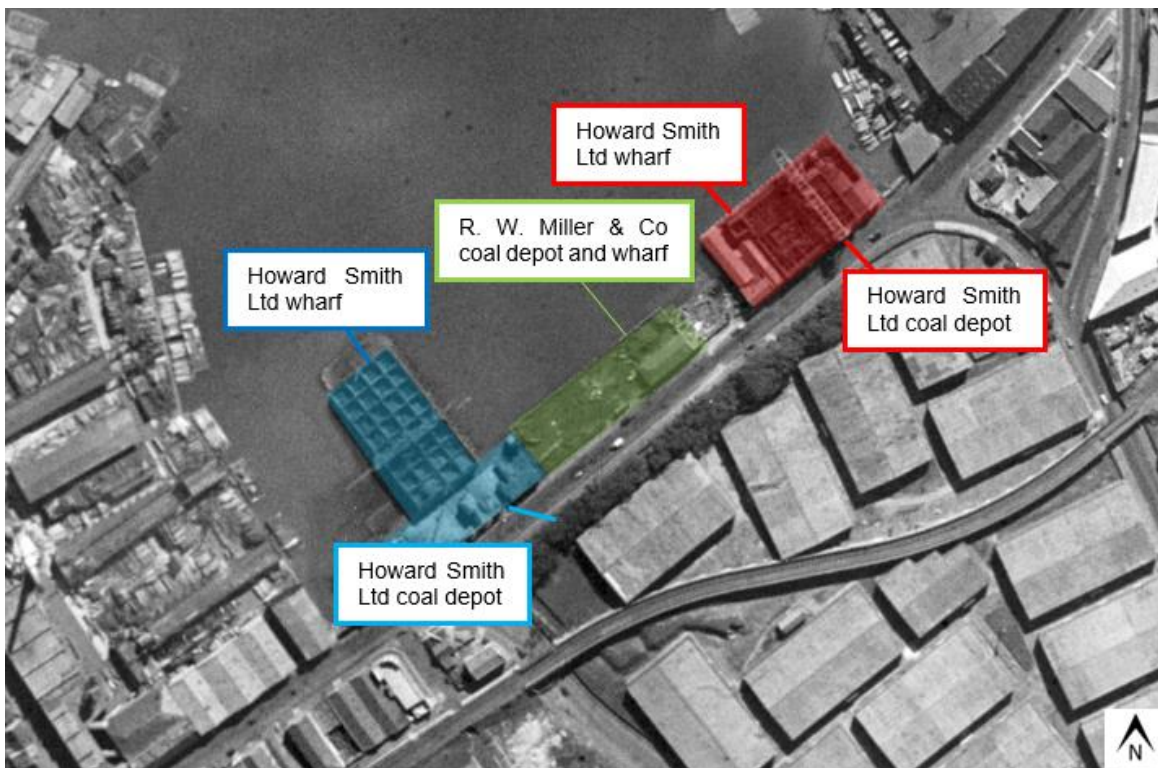 Howard Smith
Ltd wharf
R. W. Miller & Co
coal depot and wharf
Howard Smith
Ltd wharf
Howard Smith
Ltd coal depot
Howard Smith
Ltd coal depot
N